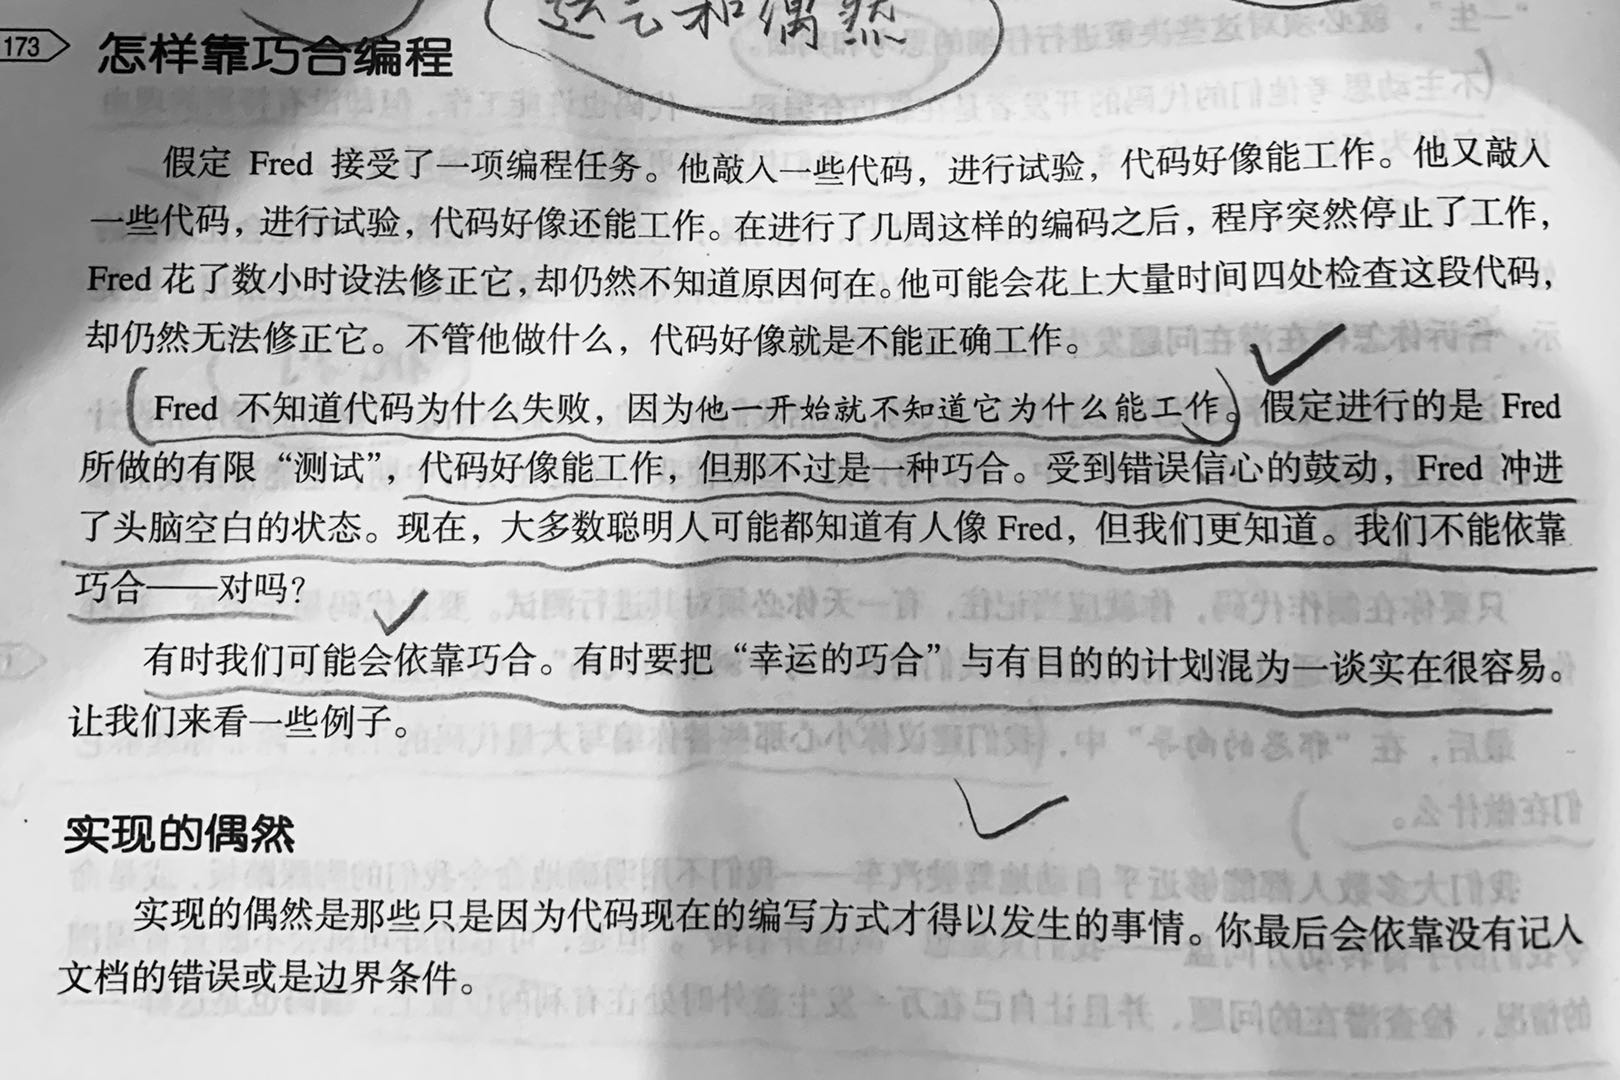 运气和偶然
173
怎样靠巧合编程
假定 Fred 接受了一项编程任务。他敲入一些代码，进行试验，代码好像能工作。他又敲入
一些代码，进行试验，代码好像还能工作。在进行了几周这样的编码之后，程序突然停止了工作，
Fred 花了数小时设法修正它，却仍然不知道原因何在。他可能会花上大量时间四处检查这段代码，
却仍然无法修正它。不管他做什么，代码好像就是不能正确工作。
Fred 不知道代码为什么失败，因为他一开始就不知道它为什么能工作。假定进行的是 Fred
所做的有限“测试”，代码好像能工作，但那不过是一种巧合。受到错误信心的鼓动，Fred 冲进
了头脑空白的状态。现在，大多数聪明人可能都知道有人像 Fred，但我们更知道。我们不能依靠
巧合——对吗？
有时我们可能会依靠巧合。有时要把“幸运的巧合”与有目的的计划混为一谈实在很容易。
让我们来看一些例子。
实现的偶然
实现的偶然是那些只是因为代码现在的编写方式才得以发生的事情。你最后会依靠没有记入
文档的错误或是边界条件。